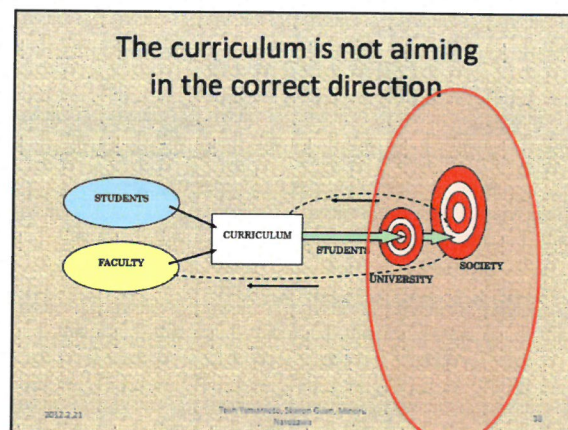 The curriculum is not aiming
in the correct direction
STUDENTS
CURRICULUM
FACULTY
STUDENTS
UNIVERSITY
SOCIETY
2012.2.21